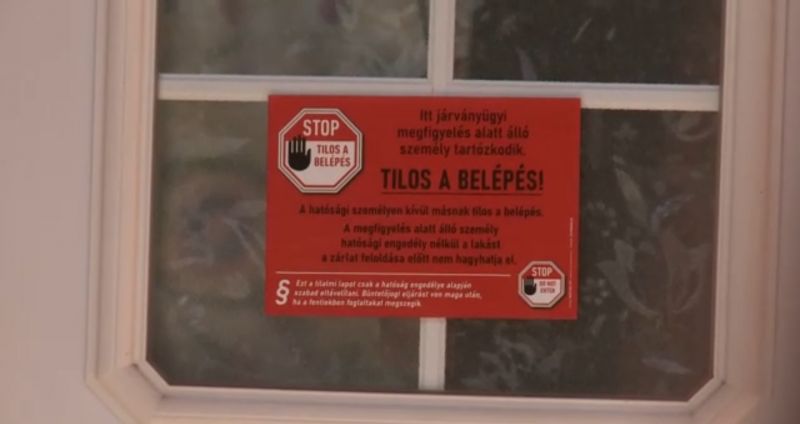 STOP
TILOS A
BELÉPÉS
Itt járványügyi
megfigyelés alatt álló
személy tartózkodik.
TILOS A BELÉPÉS!
A hatósági személyen kívül másnak tilos a belépés.
A megfigyelés alatt álló személy
hatósági engedély nélkül a lakást
a zárlat feloldása előtt nem hagyhatja el.
§
Ezt a tilalmi lapot csak a hatóság engedélye alapján
szabad eltávolítani. Büntetőjogi eljárást von maga után,
ha a fentiekben foglaltakat megszegik.
STOP
DO NOT
ENTER